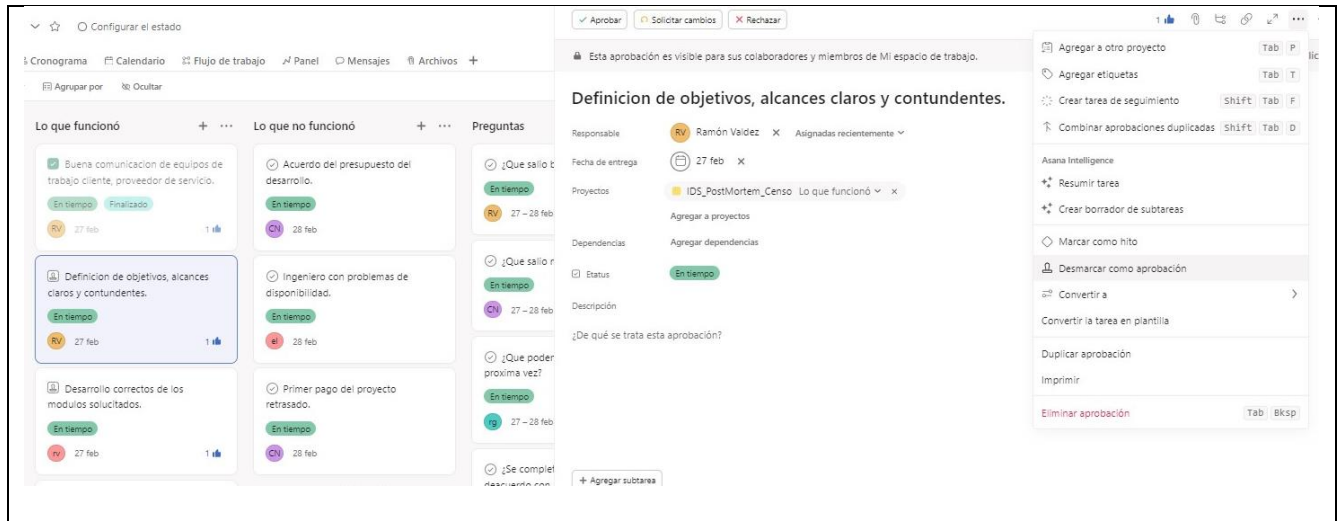 Configurar el estado
Cronograma Calendario Flujo de trabajo Panel Mensajes Archivos +
Agrupar por Ocultar
Lo que funcionó + ...
Buena comunicacion de equipos de
trabajo cliente, proveedor de servicio.
En tiempo Finalizado
RV 27 feb 1
Definicion de objetivos, alcances
claros y contundentes.
En tiempo
RV 27 feb 1
Desarrollo correctos de los
modulos solucitados.
En tiempo
rv 27 feb 1
Lo que no funcionó + ...
Acuerdo del presupuesto del
desarrollo.
En tiempo
CN 28 feb
Ingeniero con problemas de
disponibilidad.
En tiempo
el 28 feb
Primer pago del proyecto
retrasado.
En tiempo
CN 28 feb
Preguntas
¿Que salio
En tiempo
RV 27 – 28 feb
¿Que salio
En tiempo
CN 27 – 28 feb
¿Que poder
proxima vez?
En tiempo
rg 27 – 28 feb
¿Se complet
deacuerdo con
Aprobar Solicitar cambios Rechazar
1
Esta aprobación es visible para sus colaboradores y miembros de Mi espacio de trabajo.
Definicion de objetivos, alcances claros y contundentes.
Responsable RV Ramón Valdez × Asignadas recientemente
Fecha de entrega 27 feb ×
Proyectos IDS_PostMortem_Censo Lo que funcionó ×
Agregar a proyectos
Dependencias Agregar dependencias
Status En tiempo
Descripción
¿De qué se trata esta aprobación?
+ Agregar subtarea
Agregar a otro proyecto Tab P
Agregar etiquetas Tab T
Crear tarea de seguimiento Shift Tab F
Combinar aprobaciones duplicadas Shift Tab D
Asana Intelligence
Resumir tarea
Crear borrador de subtareas
Marcar como hito
Desmarcar como aprobación
Convertir a
Convertir la tarea en plantilla
Duplicar aprobación
Imprimir
Eliminar aprobación Tab Bksp